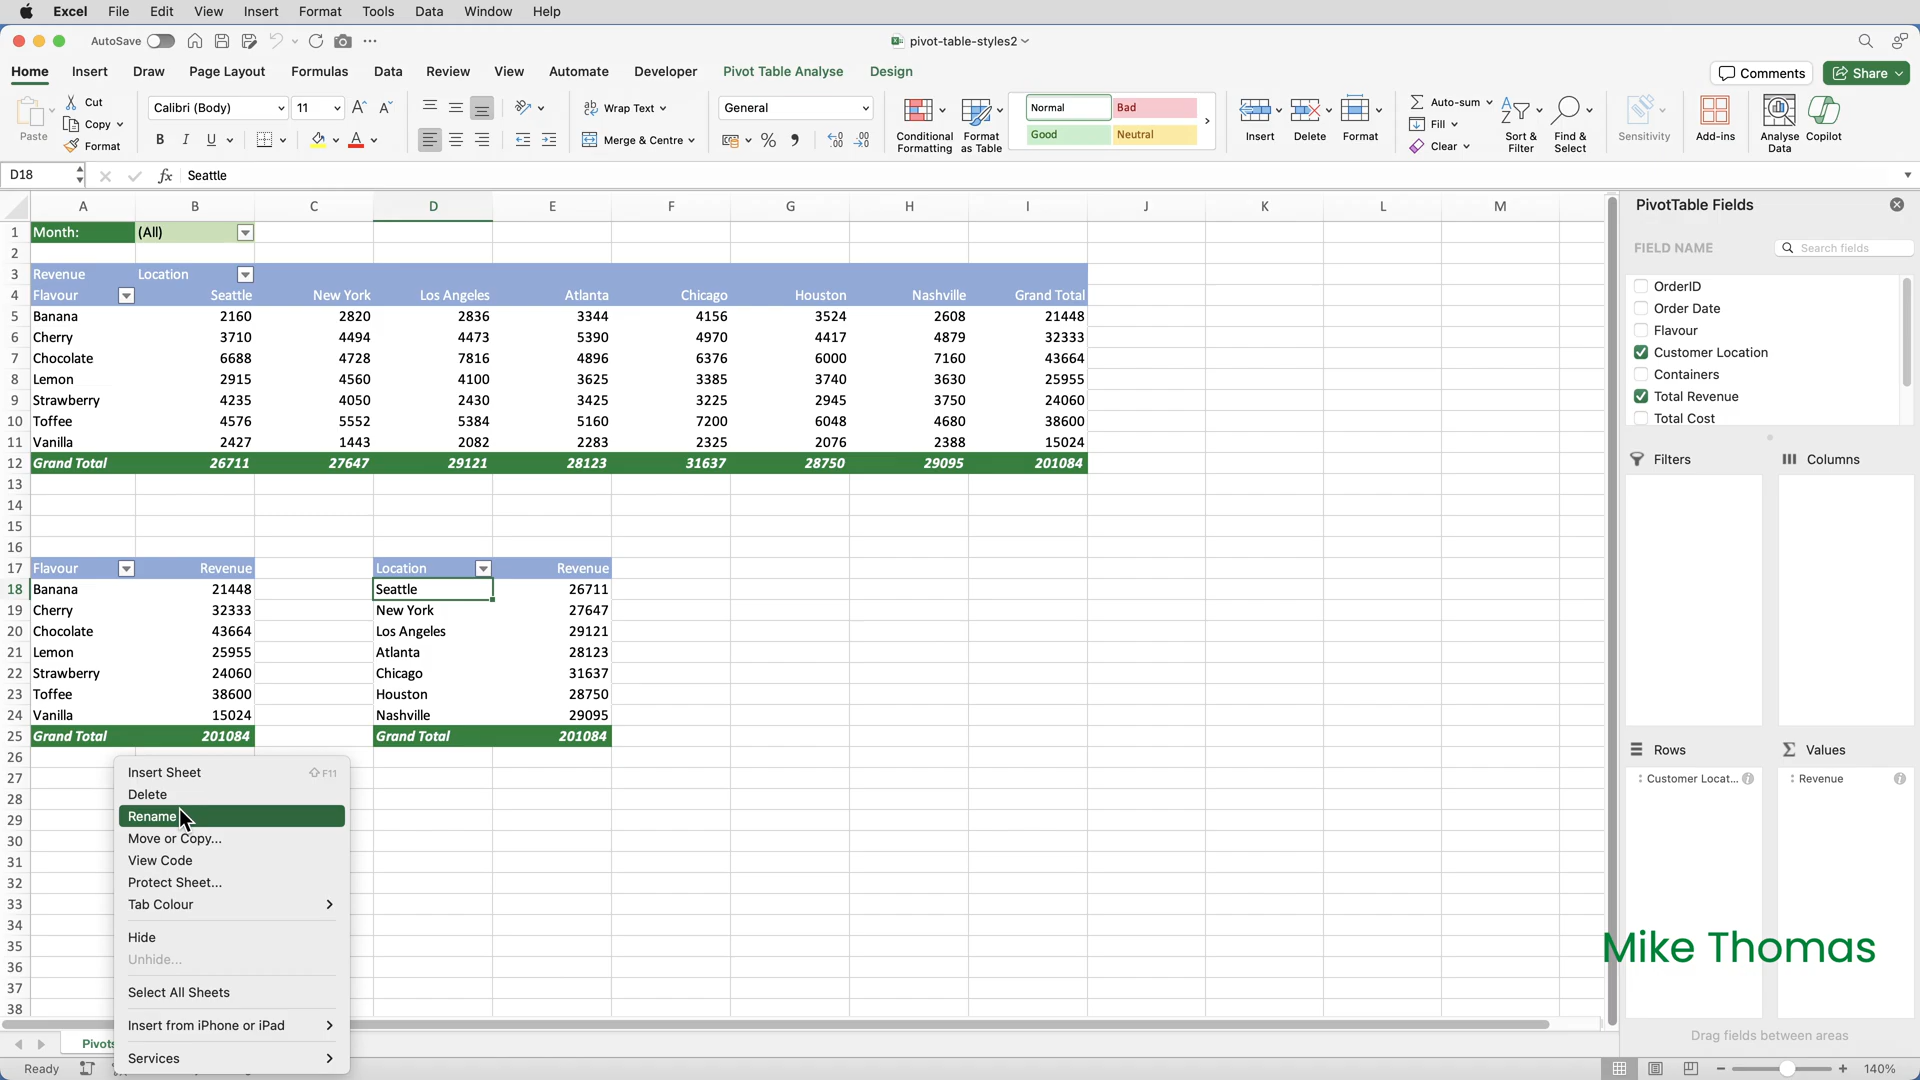 Excel File Edit View Insert Format Tools Data Window Help
AutoSave pivot-table-styles2
Home Insert Draw Page Layout Formulas Data Review View Automate Developer Pivot Table Analyse Design Comments Share
Paste Cut Copy Format
Calibri (Body) 11
B I U A
Wrap Text
Merge & Centre
General
Conditional Formatting
Format as Table
Normal Bad
Good Neutral
Insert Delete Format
Auto-sum
Fill
Clear
Sort & Filter
Find & Select
Sensitivity
Add-ins
Analyse Data
Copilot
D18 fx Seattle
A B C D E F G H I J K L M
1 Month: (All)
2
3 Revenue Location
4 Flavour Seattle New York Los Angeles Atlanta Chicago Houston Nashville Grand Total
5 Banana 2160 2820 2836 3344 4156 3524 2608 21448
6 Cherry 3710 4494 4473 5390 4970 4417 4879 32333
7 Chocolate 6688 4728 7816 4896 6376 6000 7160 43664
8 Lemon 2915 4560 4100 3625 3385 3740 3630 25955
9 Strawberry 4235 4050 2430 3425 3225 2945 3750 24060
10 Toffee 4576 5552 5384 5160 7200 6048 4680 38600
11 Vanilla 2427 1443 2082 2283 2325 2076 2388 15024
12 Grand Total 26711 27647 29121 28123 31637 28750 29095 201084
13
14
15
16
17 Flavour Revenue Location Revenue
18 Banana 21448 Seattle 26711
19 Cherry 32333 New York 27647
20 Chocolate 43664 Los Angeles 29121
21 Lemon 25955 Atlanta 28123
22 Strawberry 24060 Chicago 31637
23 Toffee 38600 Houston 28750
24 Vanilla 15024 Nashville 29095
25 Grand Total 201084 Grand Total 201084
26
27
28
29
30
31
32
33
34
35
36
37
38
Insert Sheet ⇧F11
Delete
Rename
Move or Copy...
View Code
Protect Sheet...
Tab Colour
Hide
Unhide...
Select All Sheets
Insert from iPhone or iPad
Services
PivotTable Fields
FIELD NAME Search fields
OrderID
Order Date
Flavour
Customer Location
Containers
Total Revenue
Total Cost
Filters Columns
Rows Values
Customer Locat... Revenue
Mike Thomas
Drag fields between areas
Pivots
Ready 140%